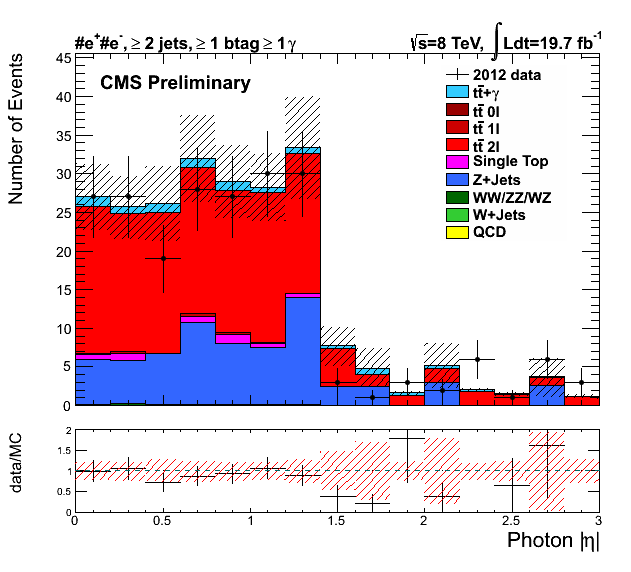 #e⁺#e⁻, ≥ 2 jets, ≥ 1 btag ≥ 1 γ
√s=8 TeV, ∫ Ldt=19.7 fb⁻¹
CMS Preliminary
2012 data
tt̄+γ
tt̄ 0l
tt̄ 1l
tt̄ 2l
Single Top
Z+Jets
WW/ZZ/WZ
W+Jets
QCD
Number of Events
45
40
35
30
25
20
15
10
5
0
data/MC
2
1.5
1
0.5
0
0
0.5
1
1.5
2
2.5
3
Photon |η|